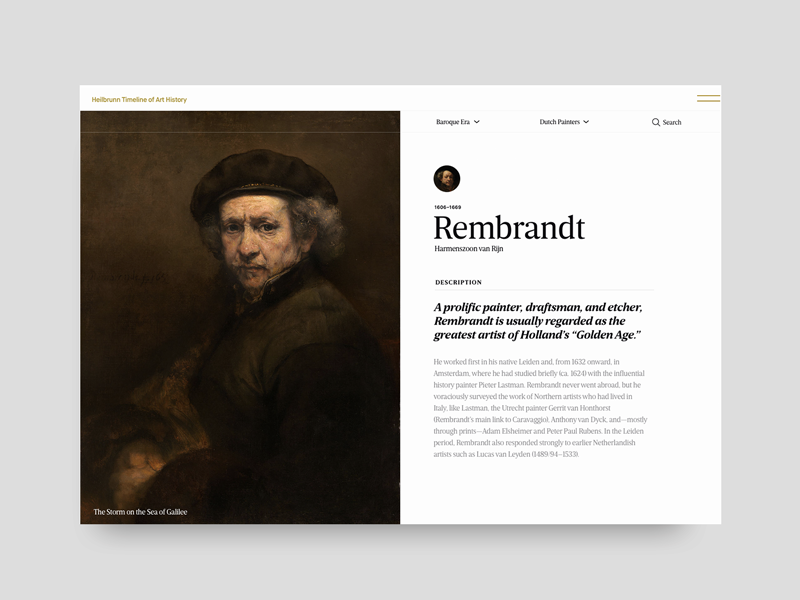 Heilbrunn Timeline of Art History
Baroque Era
Dutch Painters
Search
1606–1669
Rembrandt
Harmenszoon van Rijn
DESCRIPTION
A prolific painter, draftsman, and etcher,
Rembrandt is usually regarded as the
greatest artist of Holland's “Golden Age.”
He worked first in his native Leiden and, from 1632 onward, in
Amsterdam, where he had studied briefly (ca. 1624) with the influential
history painter Pieter Lastman. Rembrandt never went abroad, but he
voraciously surveyed the work of Northern artists who had lived in
Italy, like Lastman, the Utrecht painter Gerrit van Honthorst
(Rembrandt's main link to Caravaggio), Anthony van Dyck, and—mostly
through prints—Adam Elsheimer and Peter Paul Rubens. In the Leiden
period, Rembrandt also responded strongly to earlier Netherlandish
artists such as Lucas van Leyden (1489/94–1533).
The Storm on the Sea of Galilee